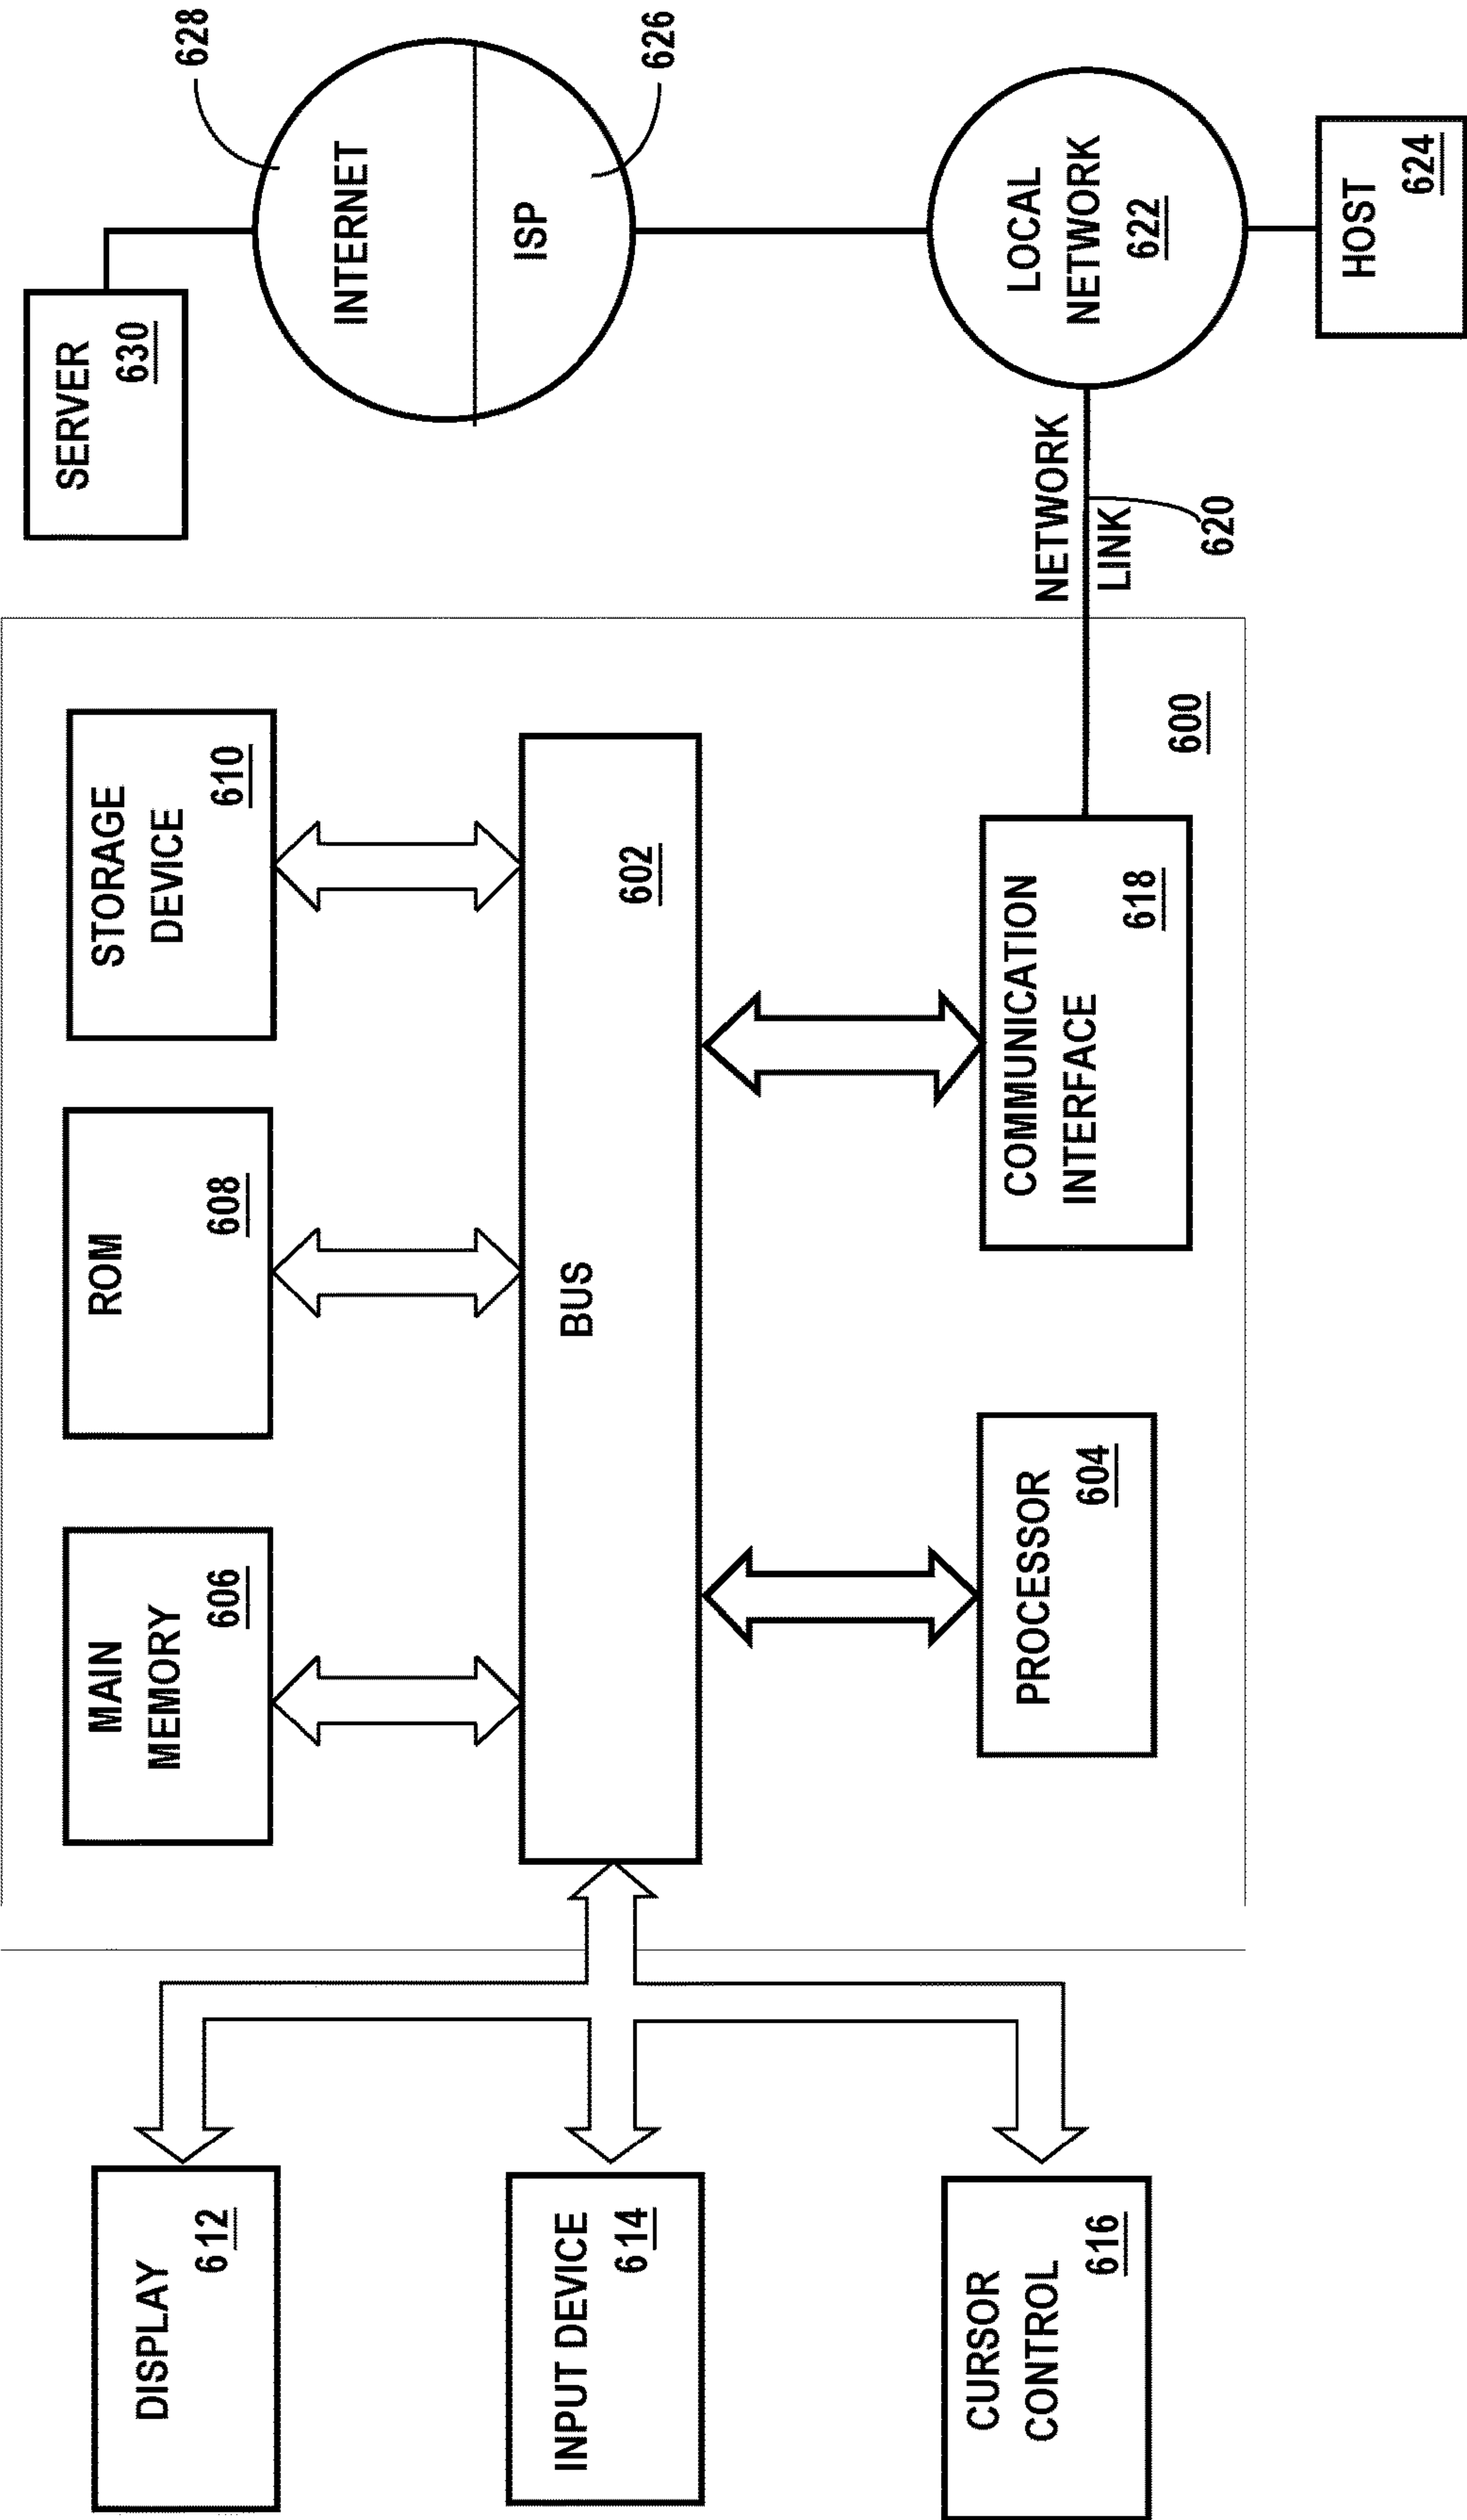 DISPLAY
612
INPUT DEVICE
614
CURSOR
CONTROL
616
MAIN
MEMORY
606
ROM
608
STORAGE
DEVICE
610
BUS
602
PROCESSOR
604
COMMUNICATION
INTERFACE
618
600
SERVER
630
628
INTERNET
ISP
626
NETWORK
LINK
620
LOCAL
NETWORK
622
HOST
624